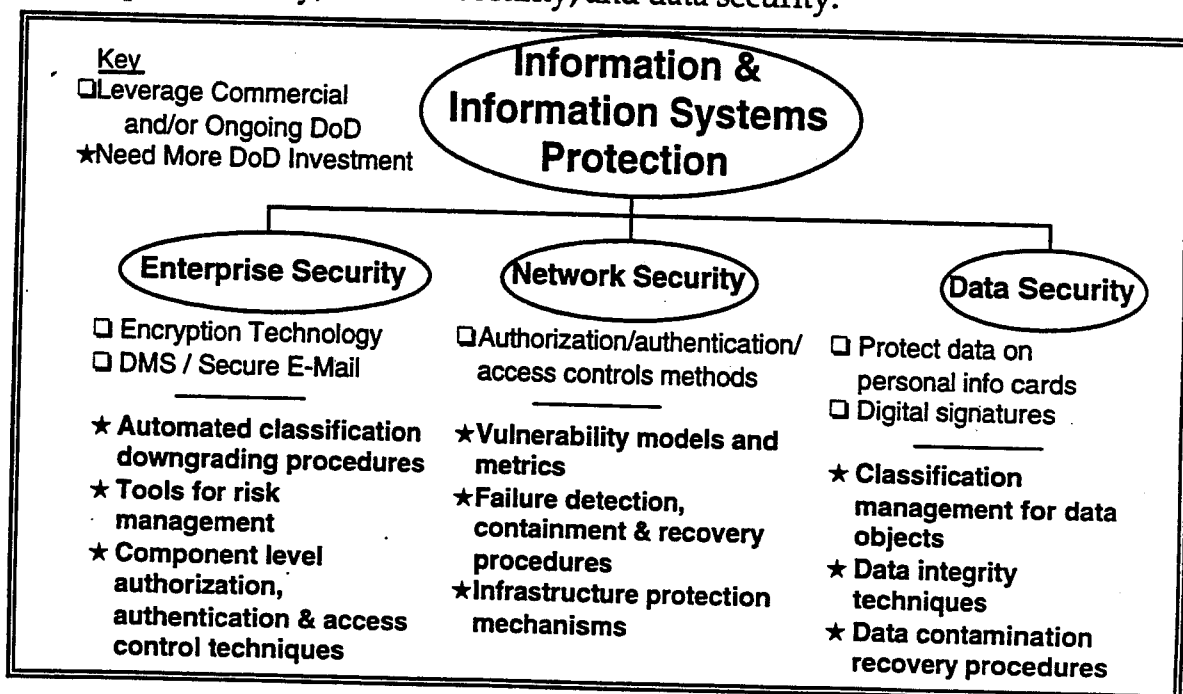 and data security.
Key
❑Leverage Commercial
and/or Ongoing DoD
★Need More DoD Investment
Information &
Information Systems
Protection
Enterprise Security
❑ Encryption Technology
❑ DMS / Secure E-Mail
★ Automated classification
downgrading procedures
★ Tools for risk
management
★ Component level
authorization,
authentication & access
control techniques
Network Security
❑Authorization/authentication/
access controls methods
★Vulnerability models and
metrics
★Failure detection,
containment & recovery
procedures
★Infrastructure protection
mechanisms
Data Security
❑ Protect data on
personal info cards
❑ Digital signatures
★ Classification
management for data
objects
★ Data integrity
techniques
★ Data contamination
recovery procedures